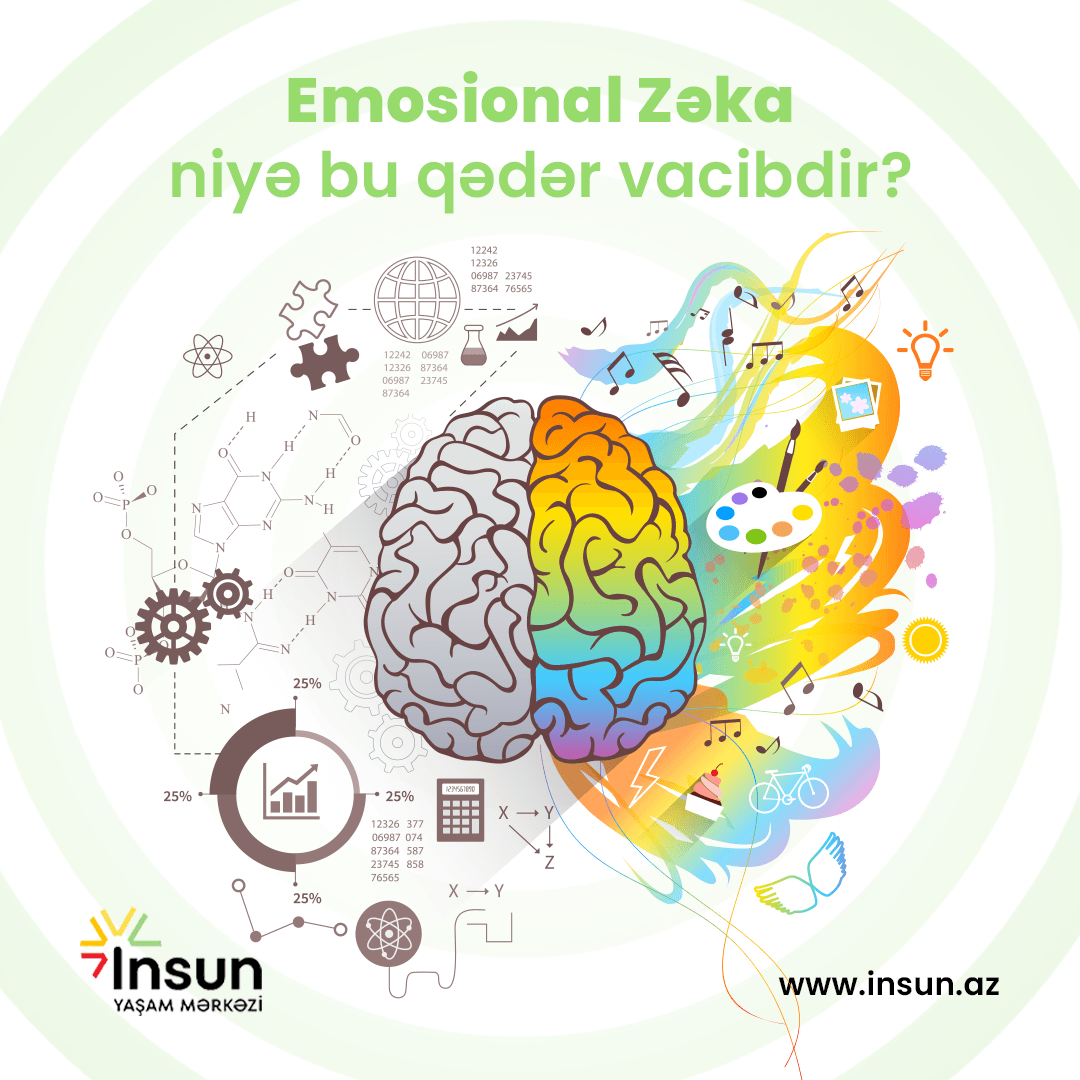 Emosional Zəka
niyə bu qədər vacibdir?
12242
12326
06987 23745
87364 76565
12242 06987
12326 87364
06987 23745
87364
H
N
O
H
O
N
H
N
H
N
N
O
P
O
O
N
N
O
O
N
H
N
H
N
H
O
P
O
N
25%
25%
25%
25%
1234567890
12326 377
06987 074
87364 587
23745 858
76565
X Y
Z
X Y
Insun
YAŞAM MƏRKƏZİ
www.insun.az